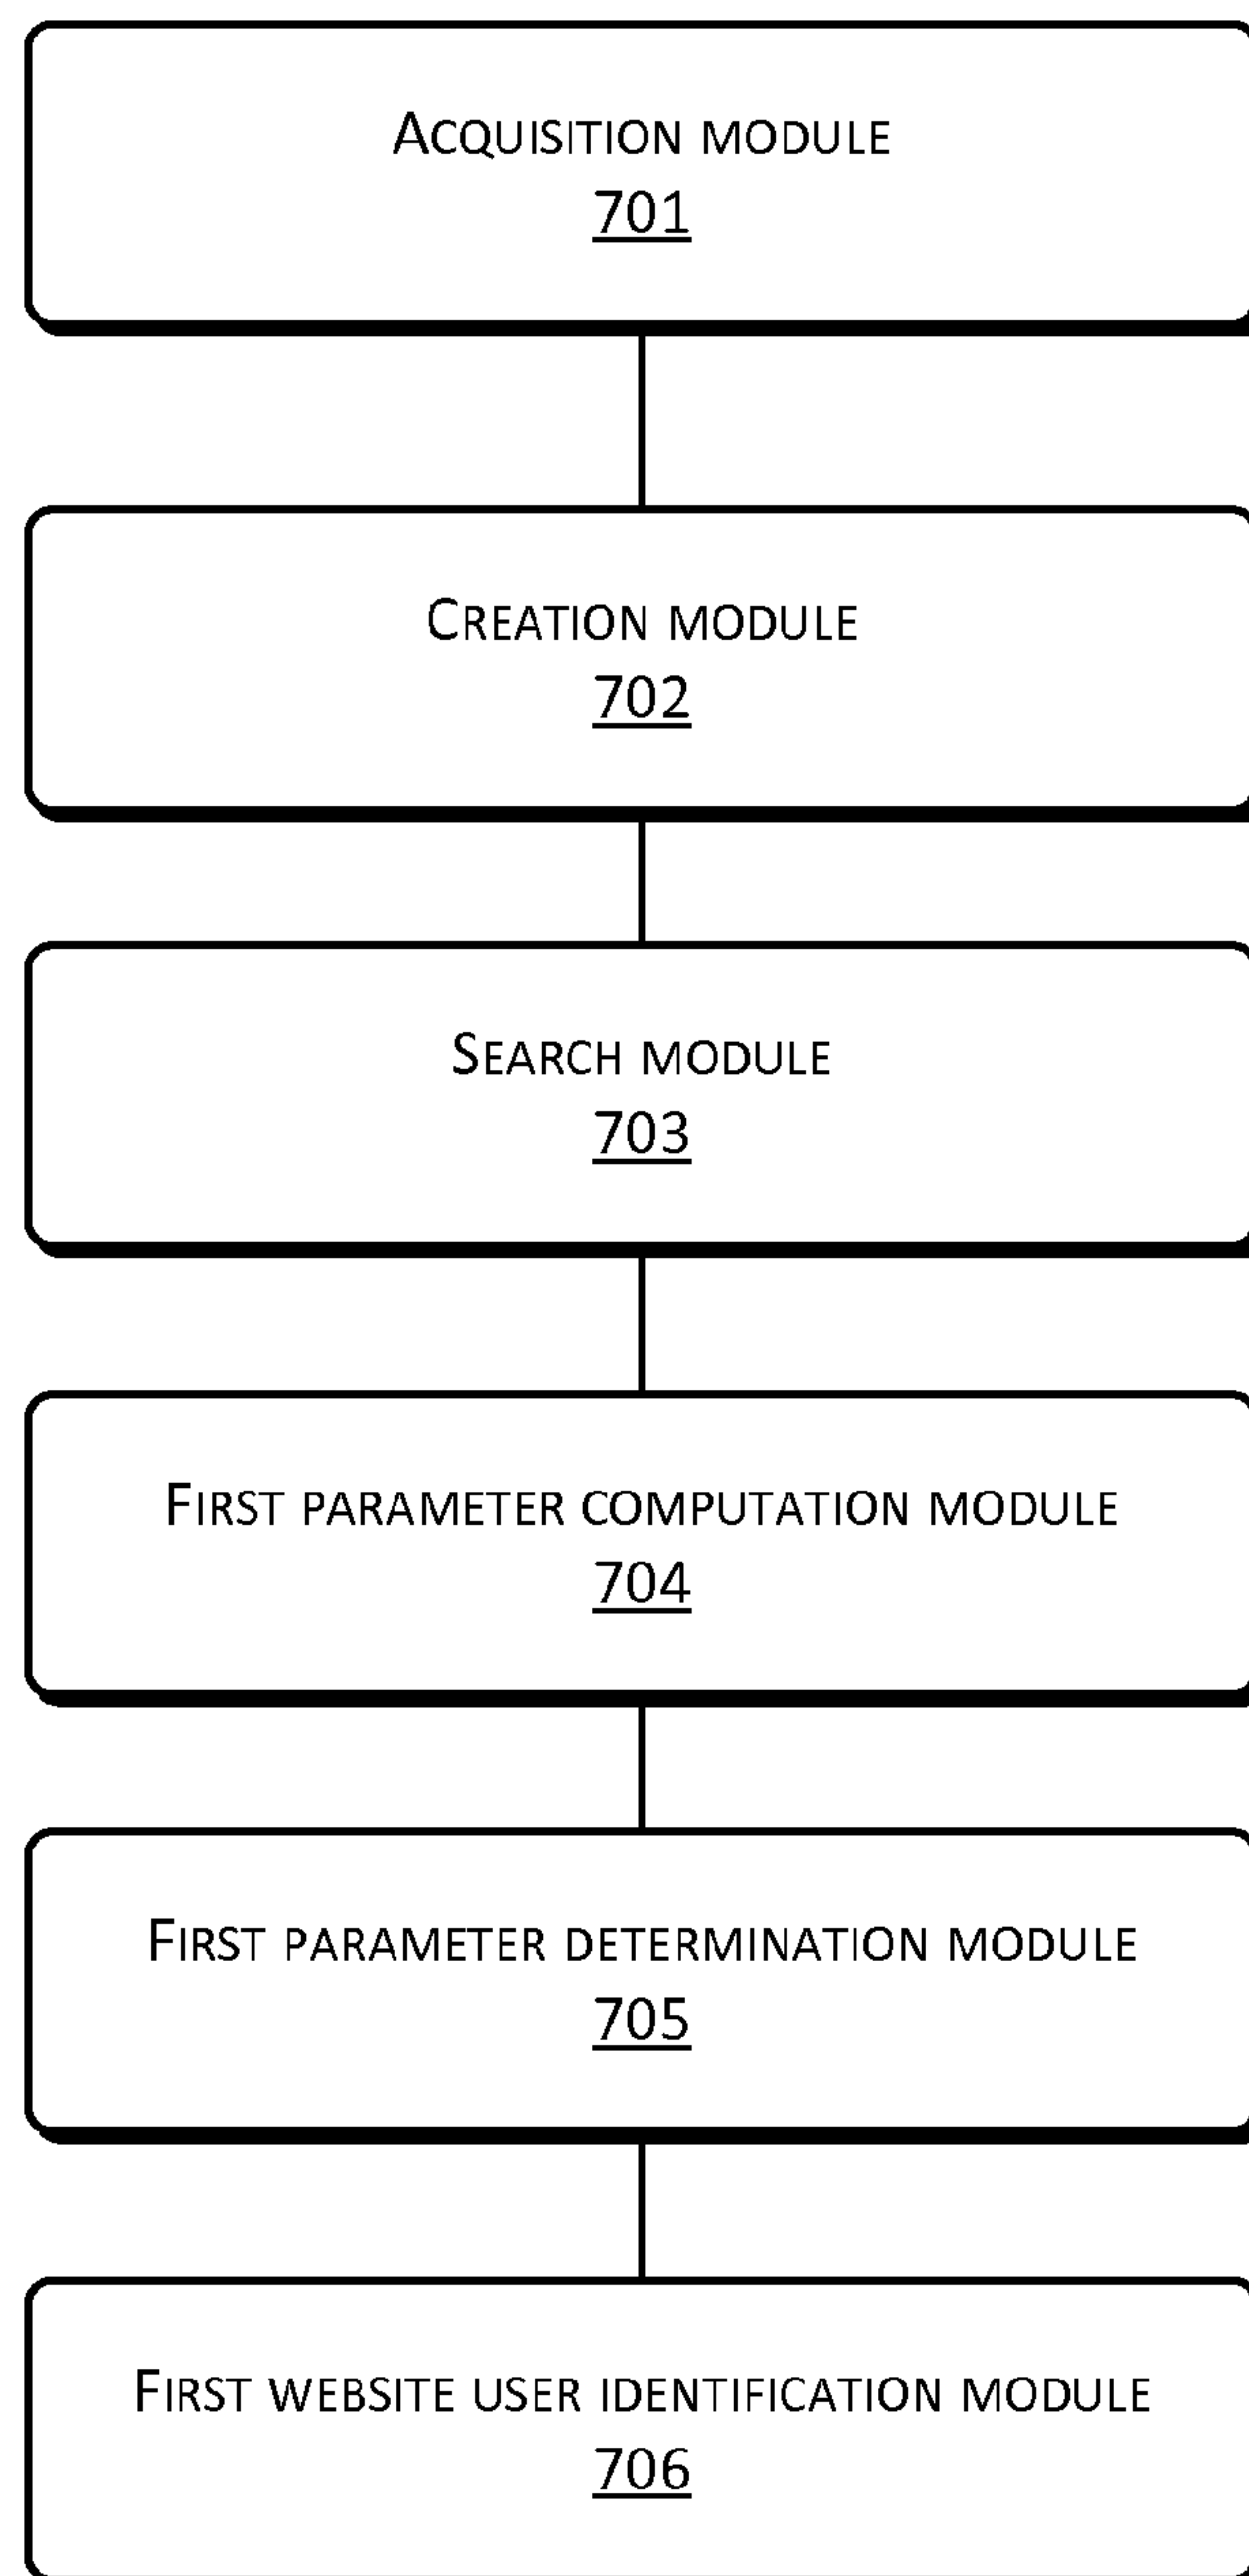 Acquisition module
701
Creation module
702
Search module
703
First parameter computation module
704
First parameter determination module
705
First website user identification module
706